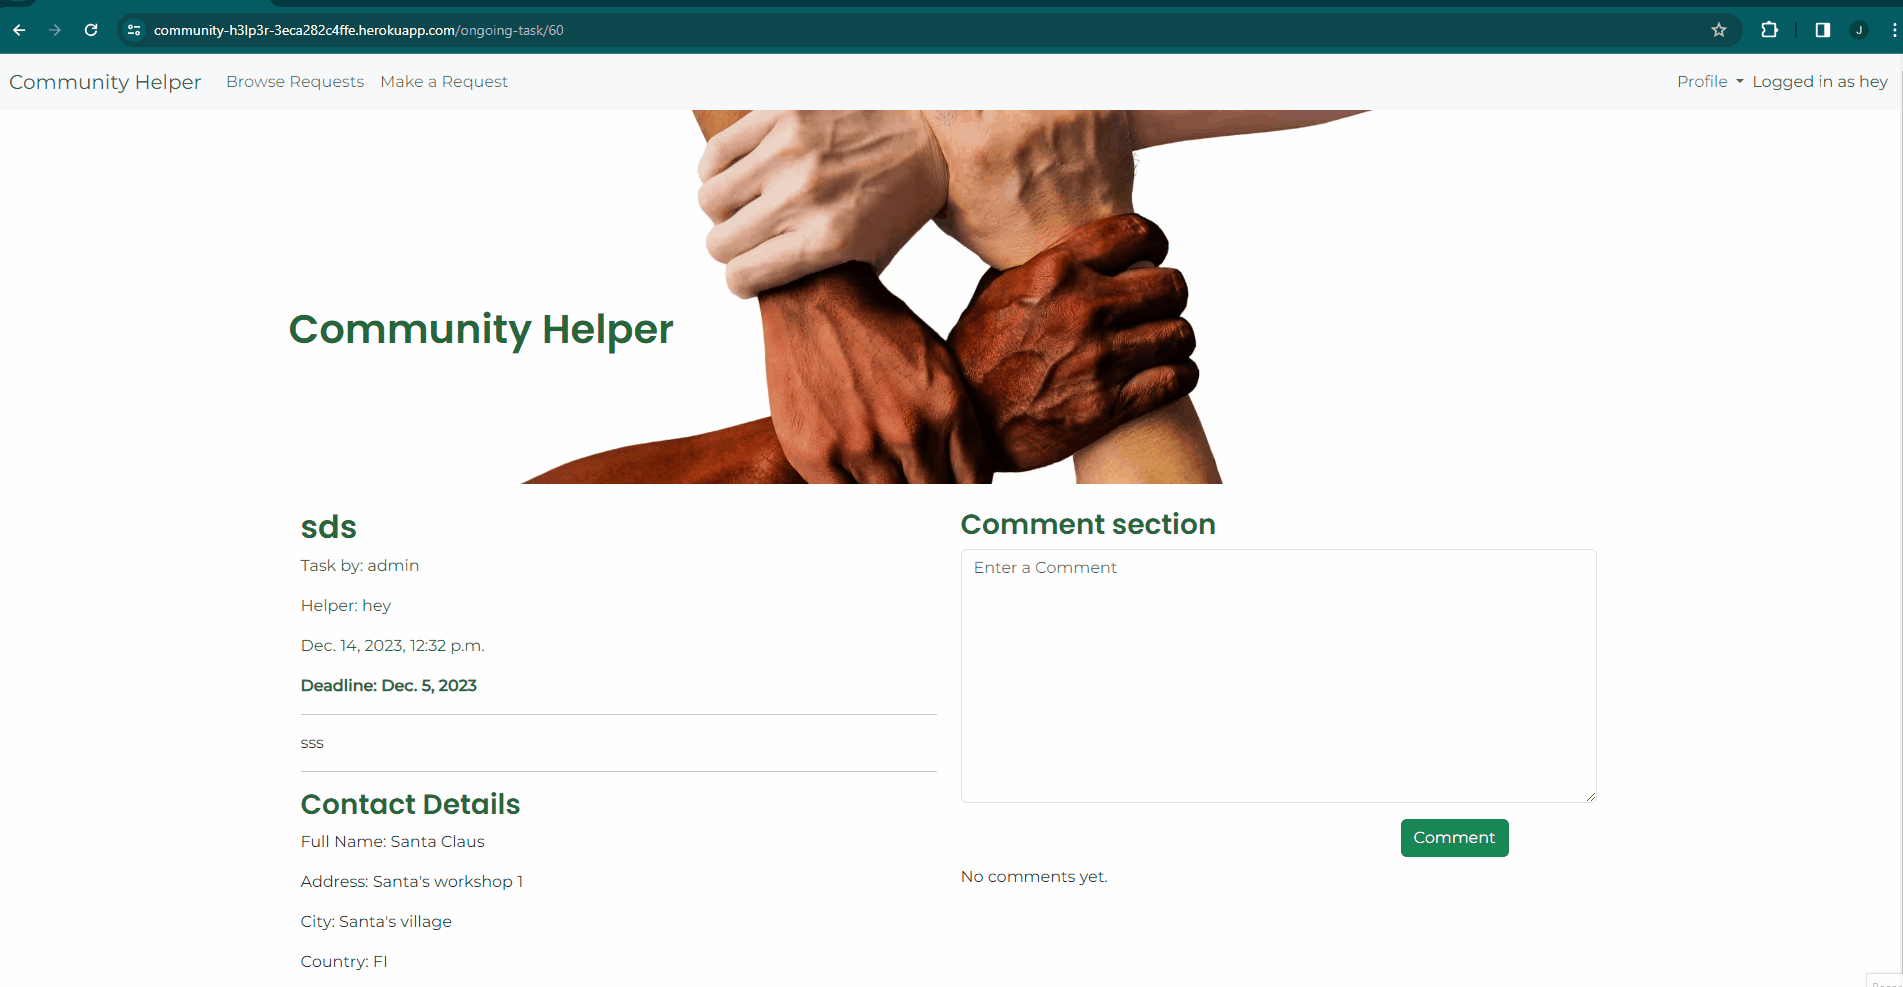 community-h3lp3r-3eca282c4ffe.herokuapp.com/ongoing-task/60
J
Community Helper Browse Requests Make a Request Profile Logged in as hey
Community Helper
sds
Task by: admin
Helper: hey
Dec. 14, 2023, 12:32 p.m.
Deadline: Dec. 5, 2023
sss
Contact Details
Full Name: Santa Claus
Address: Santa's workshop 1
City: Santa's village
Country: FI
Comment section
Enter a Comment
Comment
No comments yet.